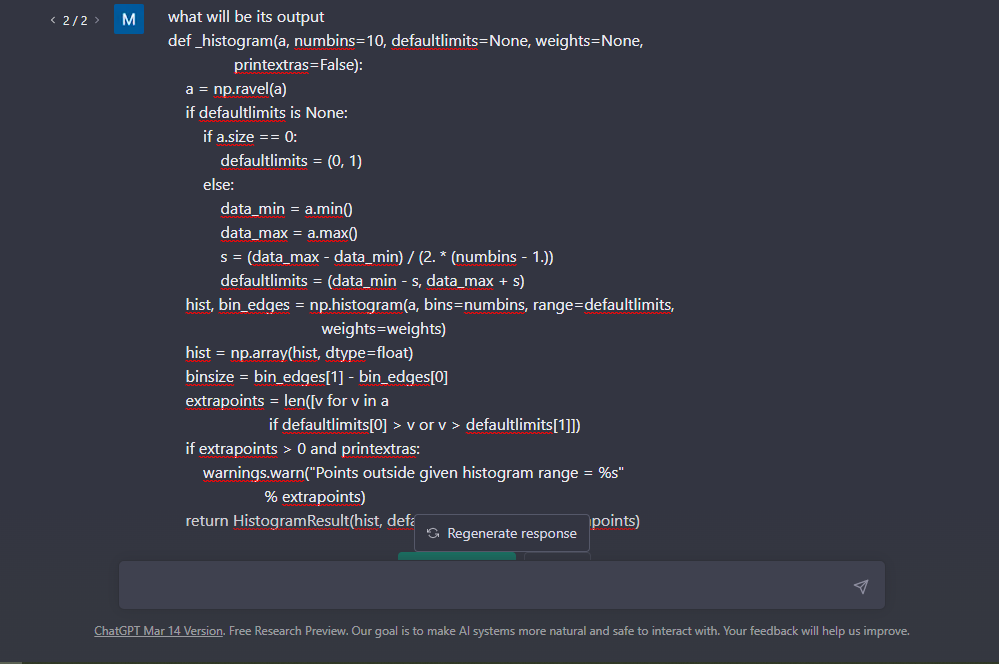 < 2 / 2 >
M
what will be its output
def _histogram(a, numbins=10, defaultlimits=None, weights=None,
printextras=False):
a = np.ravel(a)
if defaultlimits is None:
if a.size == 0:
defaultlimits = (0, 1)
else:
data_min = a.min()
data_max = a.max()
s = (data_max - data_min) / (2. * (numbins - 1.))
defaultlimits = (data_min - s, data_max + s)
hist, bin_edges = np.histogram(a, bins=numbins, range=defaultlimits,
weights=weights)
hist = np.array(hist, dtype=float)
binsize = bin_edges[1] - bin_edges[0]
extrapoints = len([v for v in a
if defaultlimits[0] > v or v > defaultlimits[1]])
if extrapoints > 0 and printextras:
warnings.warn("Points outside given histogram range = %s"
% extrapoints)
return HistogramResult(hist, points)
Regenerate response
ChatGPT Mar 14 Version. Free Research Preview. Our goal is to make AI systems more natural and safe to interact with. Your feedback will help us improve.